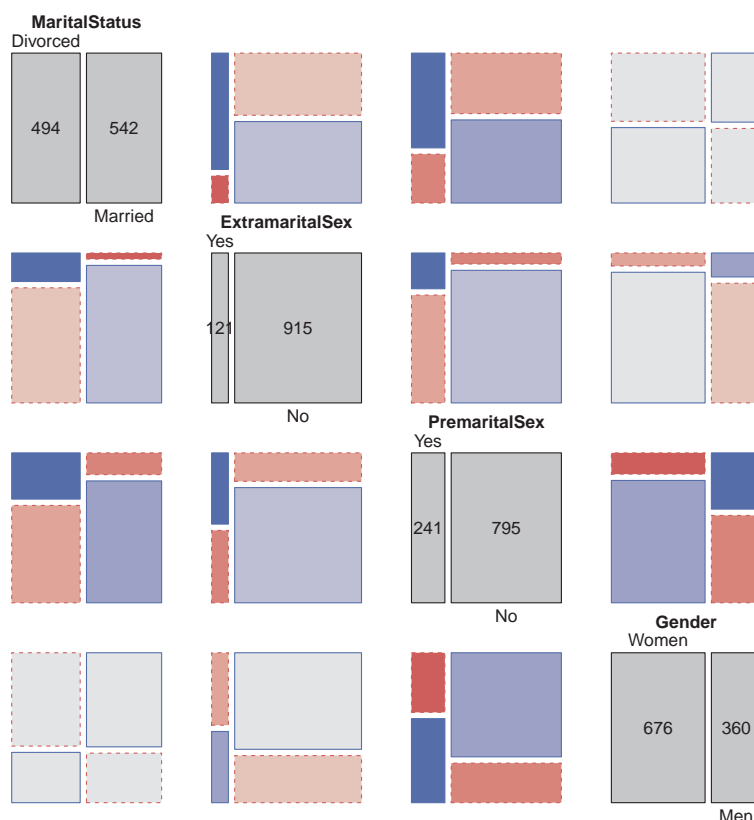 MaritalStatus
Divorced
494 542
Married
ExtramaritalSex
Yes
121 915
No
PremaritalSex
Yes
241 795
No
Gender
Women
676 360
Men